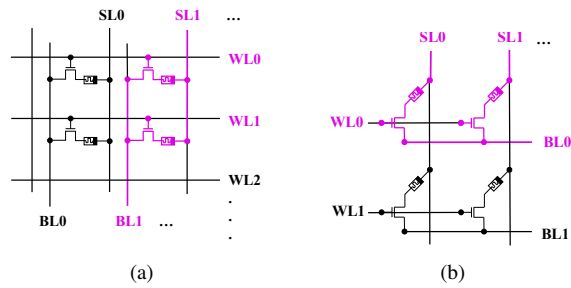 SL0 SL1 ...
WL0
WL1
WL2
BL0 BL1 ...
.
.
.
(a)
SL0 SL1 ...
WL0
BL0
WL1
BL1
(b)